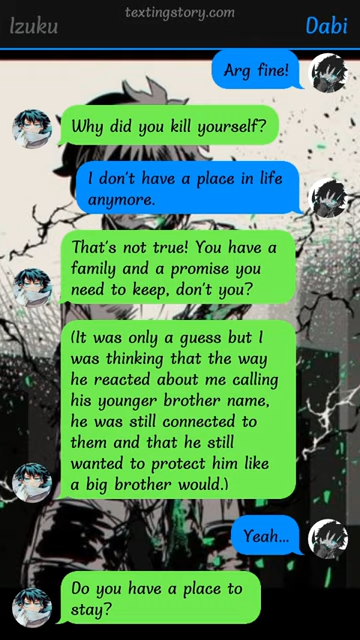 textingstory.com
Izuku
Dabi
Arg fine!
Why did you kill yourself?
I don't have a place in life
anymore.
That's not true! You have a
family and a promise you
need to keep, don't you?
(It was only a guess but I
was thinking that the way
he reacted about me calling
his younger brother name,
he was still connected to
them and that he still
wanted to protect him like
a big brother would.)
Yeah...
Do you have a place to
stay?